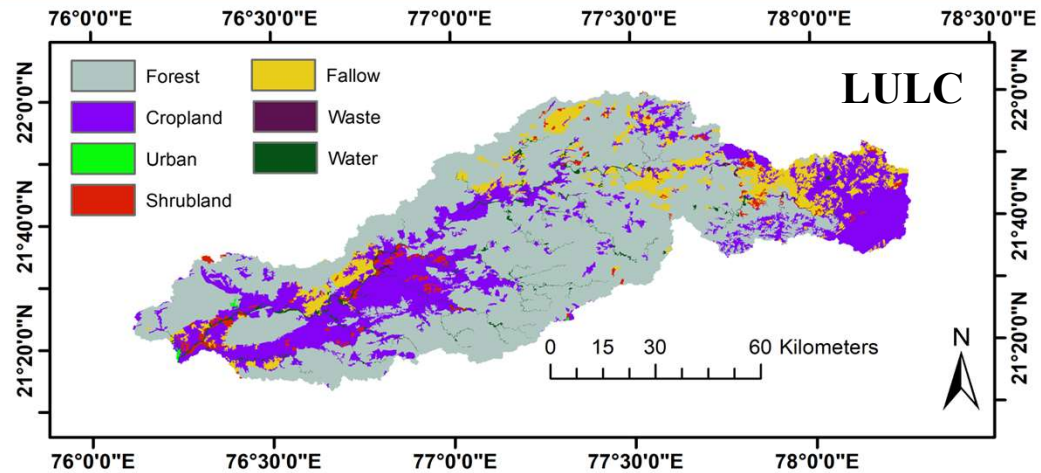 76°0'0"E 76°30'0"E 77°0'0"E 77°30'0"E 78°0'0"E 78°30'0"E
LULC
Forest Fallow
Cropland Waste
Urban Water
Shrubland
22°0'0"N 22°0'0"N
21°40'0"N 21°40'0"N
21°20'0"N 21°20'0"N
0 15 30 60 Kilometers
N
76°0'0"E 76°30'0"E 77°0'0"E 77°30'0"E 78°0'0"E